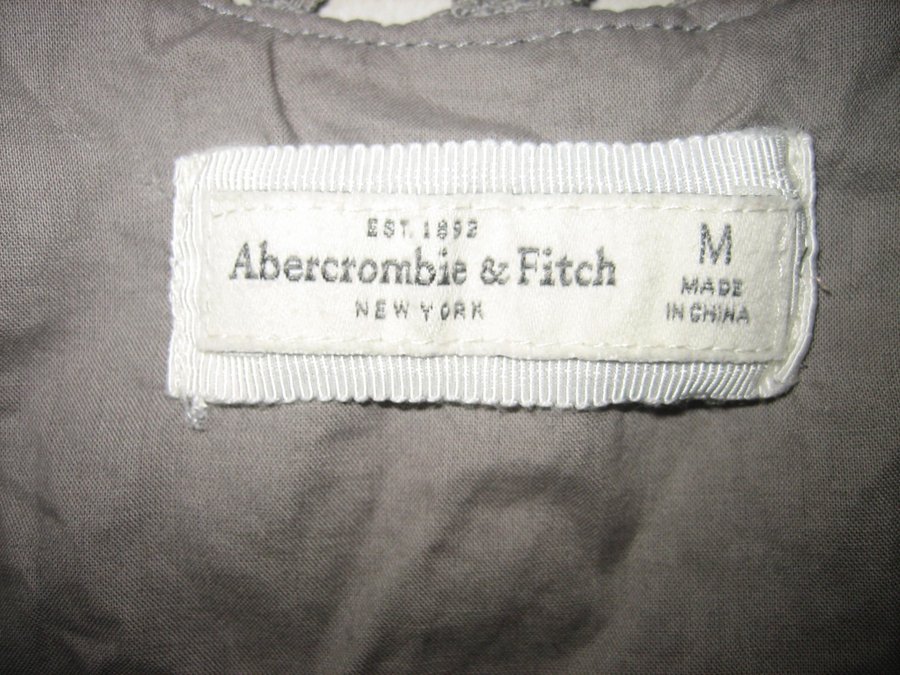 EST. 1892
Abercrombie & Fitch
NEW YORK
M
MADE
IN CHINA